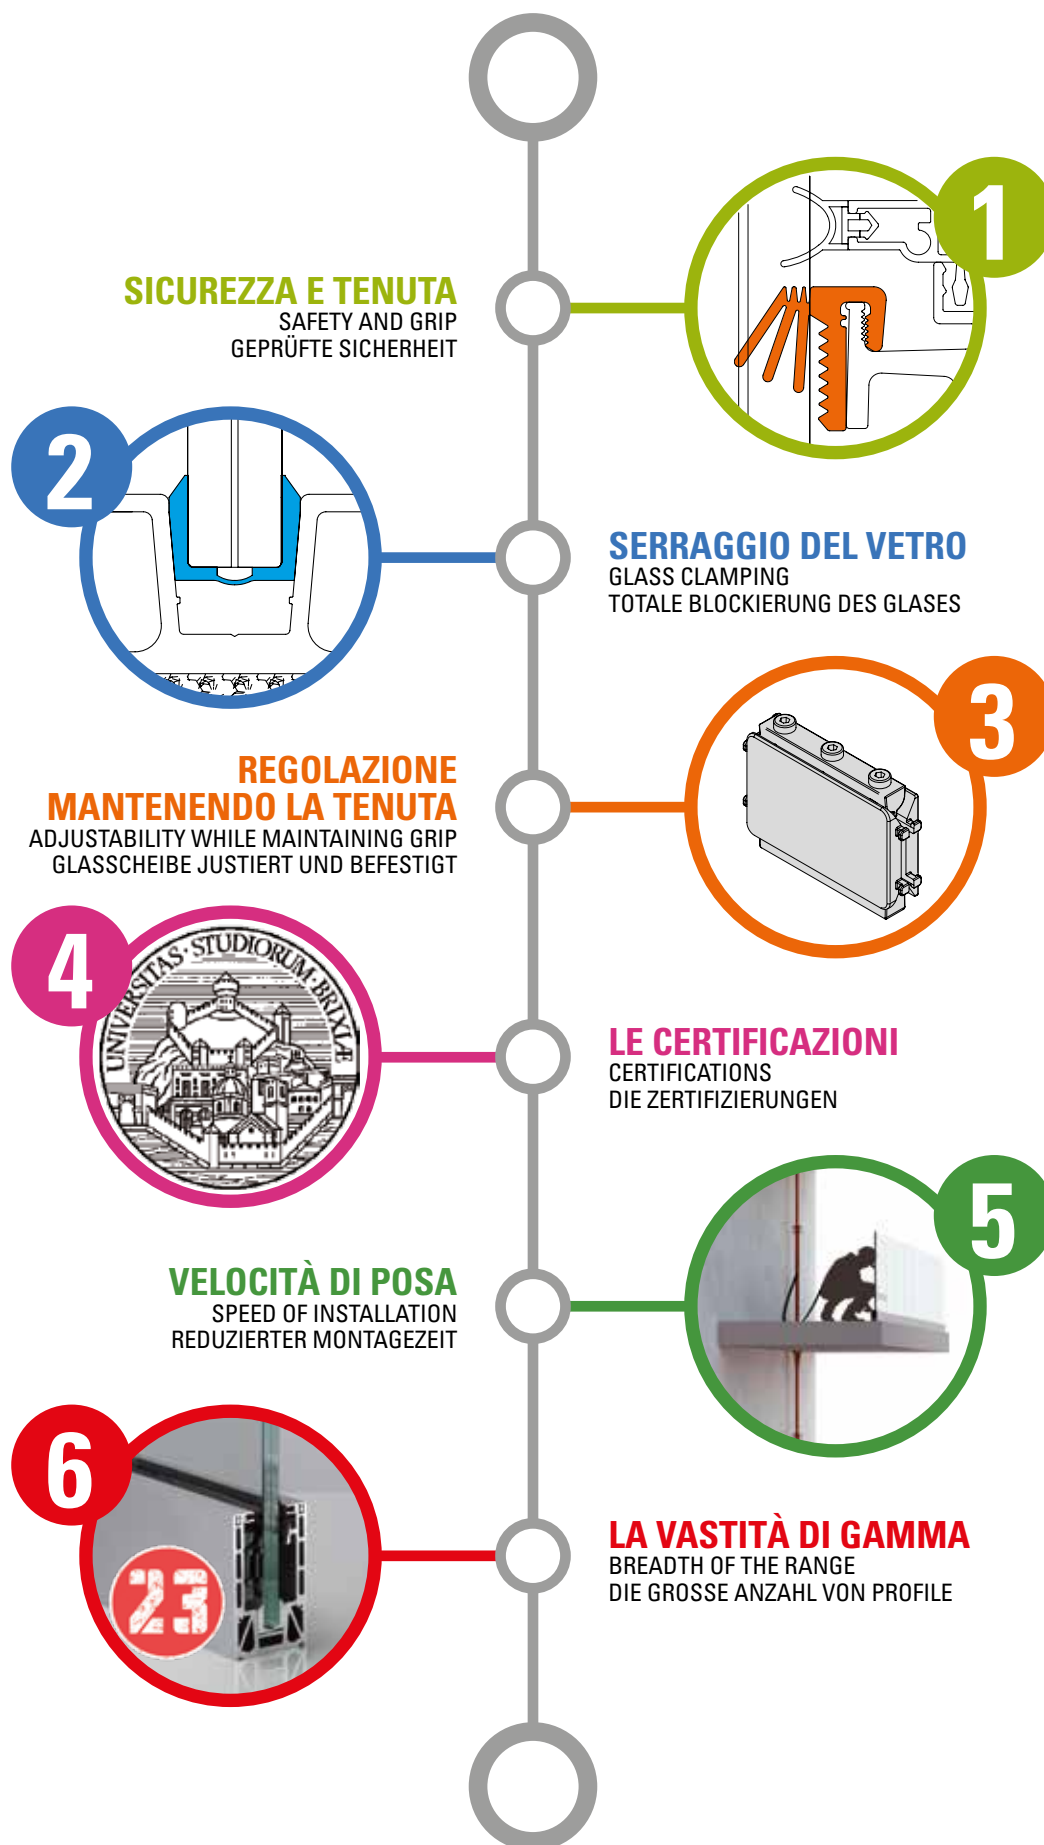 1
SICUREZZA E TENUTA
SAFETY AND GRIP
GEPRÜFTE SICHERHEIT
2
SERRAGGIO DEL VETRO
GLASS CLAMPING
TOTALE BLOCKIERUNG DES GLASES
3
REGOLAZIONE
MANTENENDO LA TENUTA
ADJUSTABILITY WHILE MAINTAINING GRIP
GLASSCHEIBE JUSTIERT UND BEFESTIGT
4
UNIVERSITAS · STUDIORUM · BRIXIÆ
LE CERTIFICAZIONI
CERTIFICATIONS
DIE ZERTIFIZIERUNGEN
5
VELOCITÀ DI POSA
SPEED OF INSTALLATION
REDUZIERTER MONTAGEZEIT
6
23
LA VASTITÀ DI GAMMA
BREADTH OF THE RANGE
DIE GROSSE ANZAHL VON PROFILE